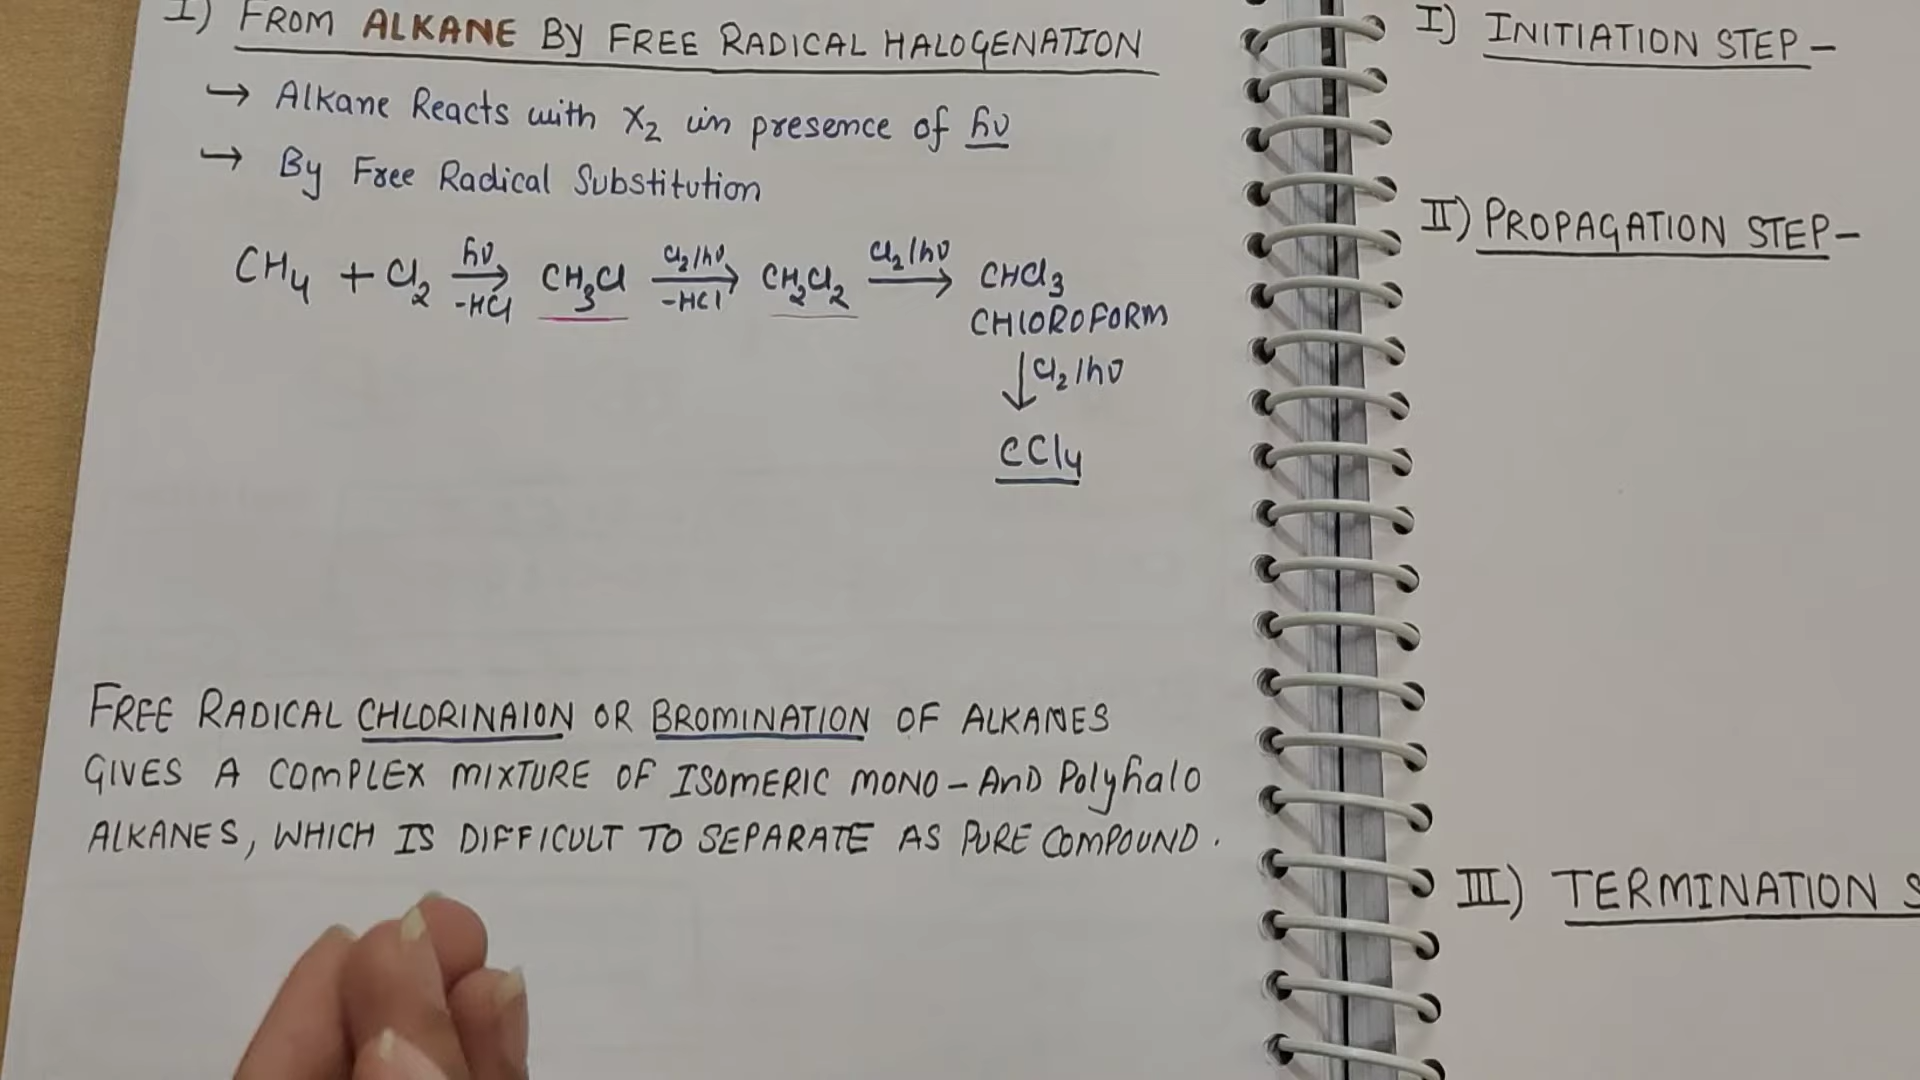 I) FROM ALKANE BY FREE RADICAL HALOGENATION
→ Alkane Reacts with X2 in presence of hν
→ By Free Radical Substitution
CH4 + Cl2 hν → -HCl CH3Cl Cl2/hν → -HCl CH2Cl2 Cl2/hν → CHCl3
CHLOROFORM
↓ Cl2/hν
CCl4
FREE RADICAL CHLORINAION OR BROMINATION OF ALKANES
GIVES A COMPLEX MIXTURE OF ISOMERIC MONO - AND Polyhalo
ALKANES, WHICH IS DIFFICULT TO SEPARATE AS PURE COMPOUND.
I) INITIATION STEP -
II) PROPAGATION STEP -
III) TERMINATION S